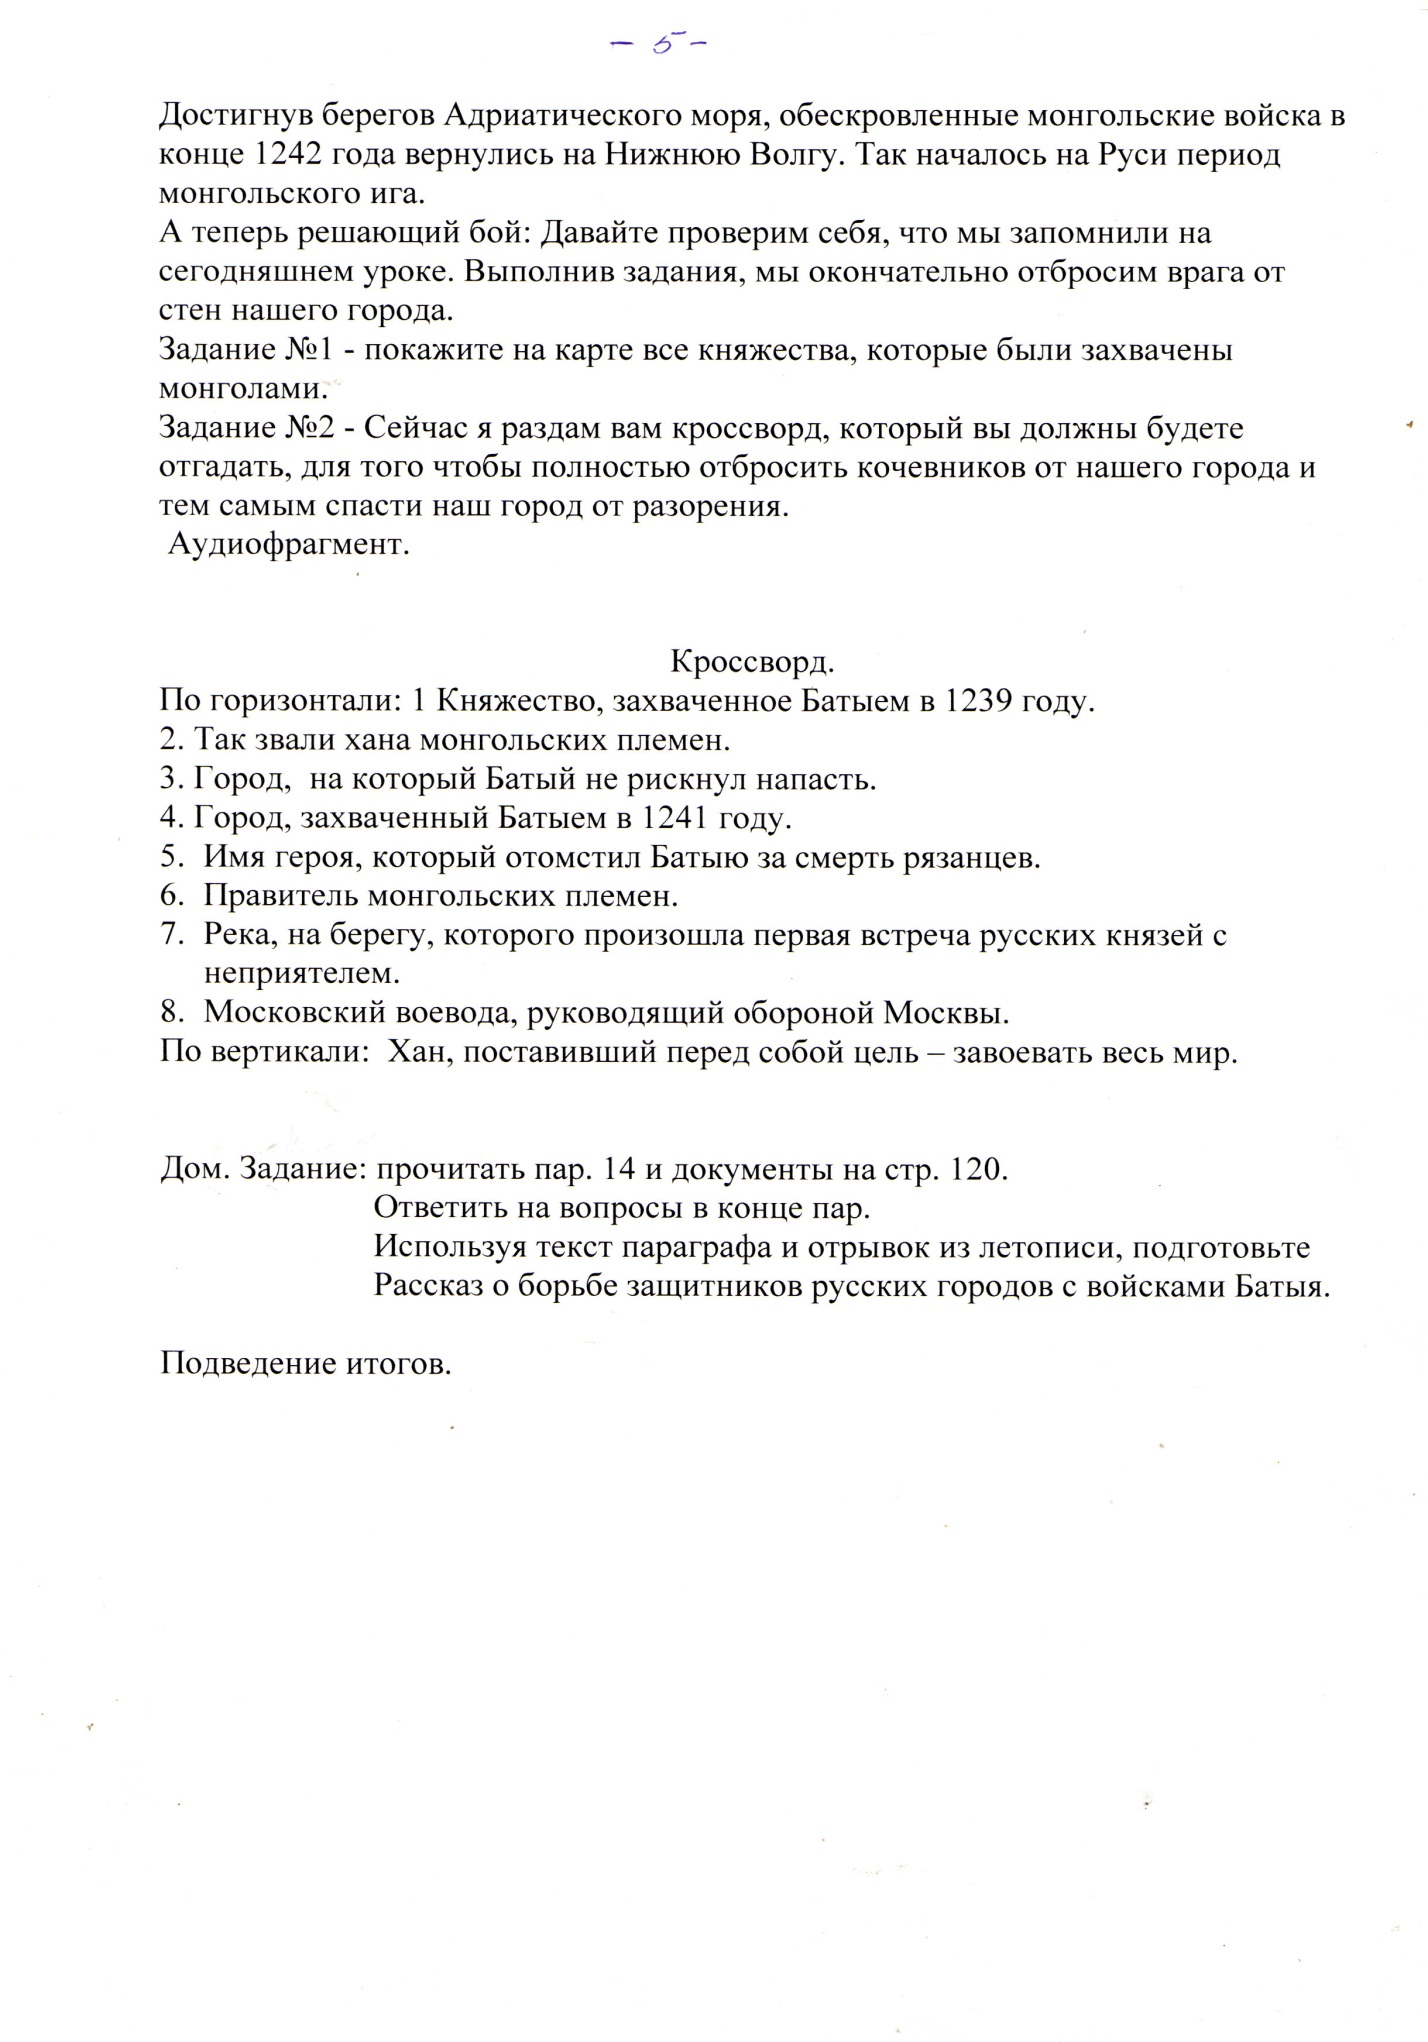 - 5 -
Достигнув берегов Адриатического моря, обескровленные монгольские войска в
конце 1242 года вернулись на Нижнюю Волгу. Так началось на Руси период
монгольского ига.
А теперь решающий бой: Давайте проверим себя, что мы запомнили на
сегодняшнем уроке. Выполнив задания, мы окончательно отбросим врага от
стен нашего города.
Задание №1 - покажите на карте все княжества, которые были захвачены
монголами.
Задание №2 - Сейчас я раздам вам кроссворд, который вы должны будете
отгадать, для того чтобы полностью отбросить кочевников от нашего города и
тем самым спасти наш город от разорения.
Аудиофрагмент.
Кроссворд.
По горизонтали: 1 Княжество, захваченное Батыем в 1239 году.
2. Так звали хана монгольских племен.
3. Город,  на который Батый не рискнул напасть.
4. Город, захваченный Батыем в 1241 году.
5.  Имя героя, который отомстил Батыю за смерть рязанцев.
6.  Правитель монгольских племен.
7.  Река, на берегу, которого произошла первая встреча русских князей с
неприятелем.
8.  Московский воевода, руководящий обороной Москвы.
По вертикали:  Хан, поставивший перед собой цель – завоевать весь мир.
Дом. Задание: прочитать пар. 14 и документы на стр. 120.
Ответить на вопросы в конце пар.
Используя текст параграфа и отрывок из летописи, подготовьте
Рассказ о борьбе защитников русских городов с войсками Батыя.
Подведение итогов.